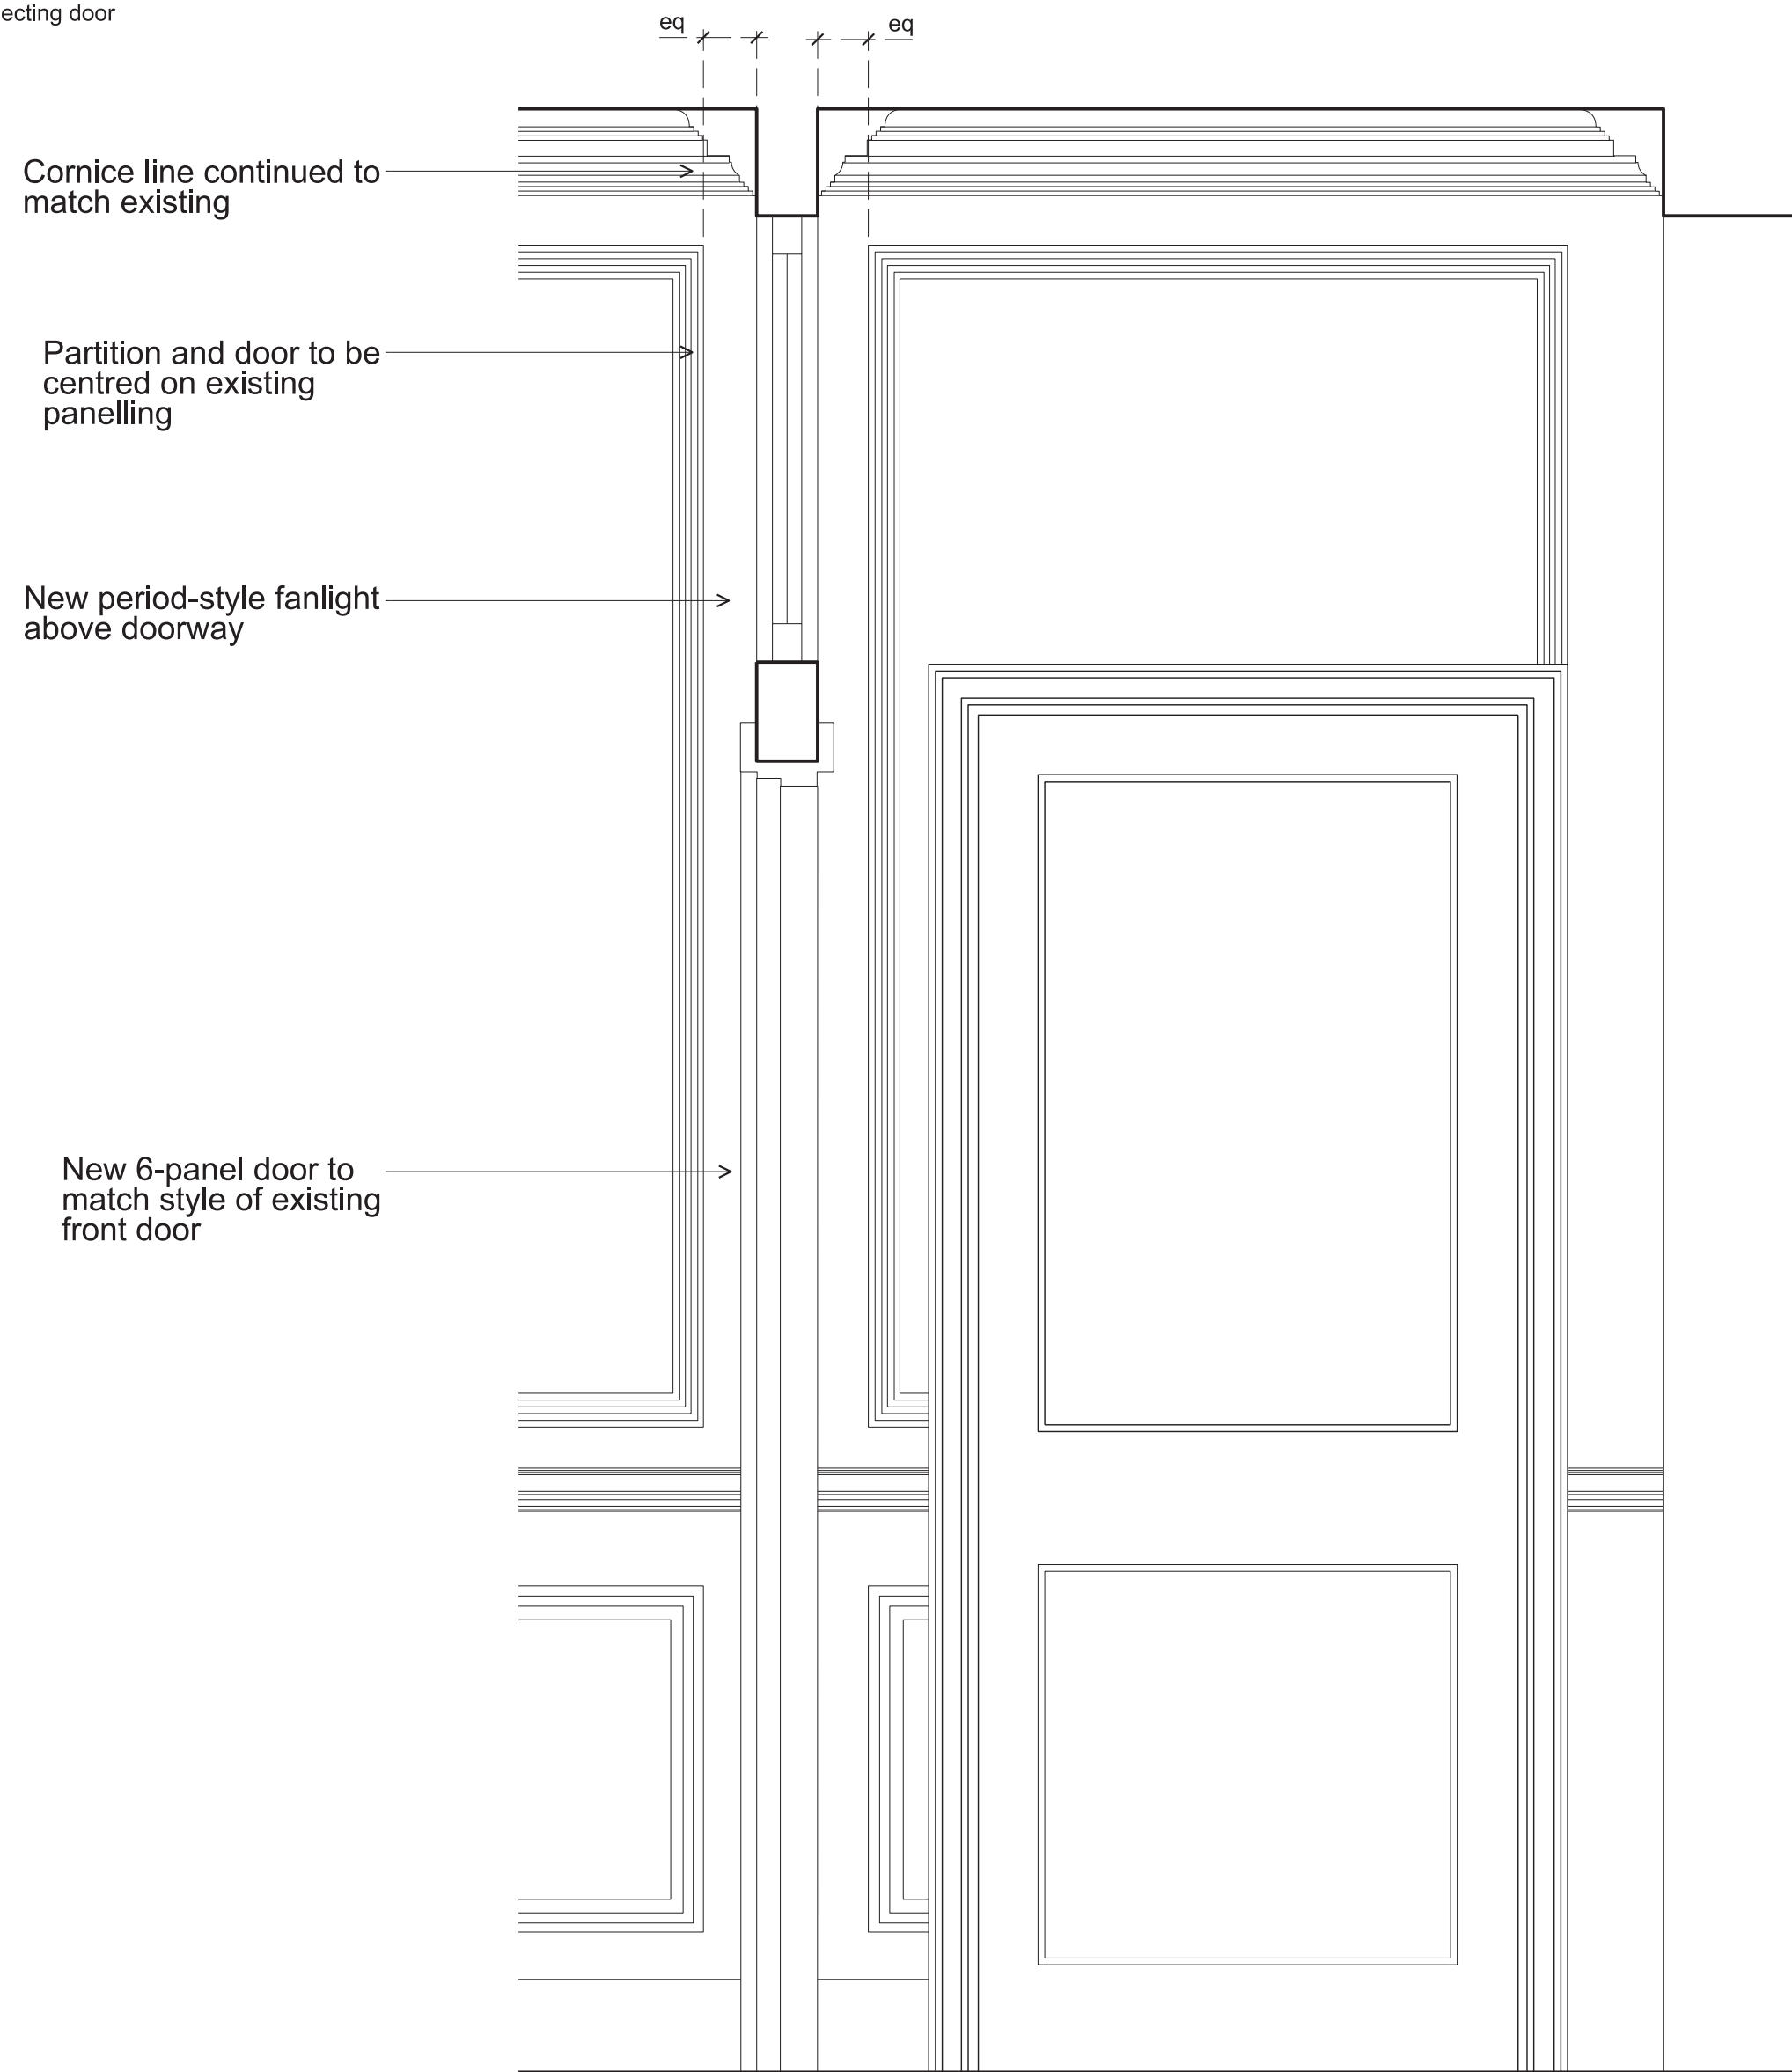 ecting door
eq
eq
Cornice line continued to
match existing
Partition and door to be
centred on existing
panelling
New period-style fanlight
above doorway
New 6-panel door to
match style of existing
front door